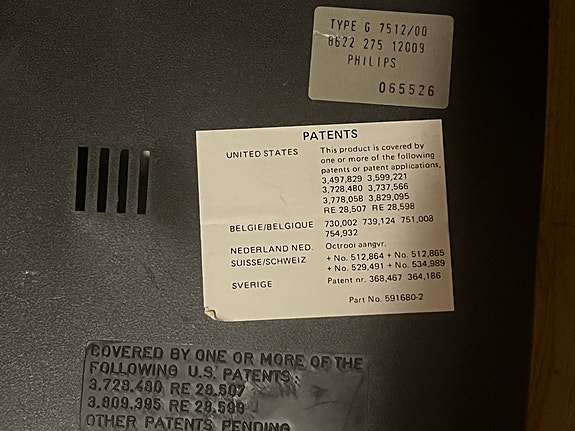 TYPE G 7512/00
8622 275 12009
PHILIPS
065526
PATENTS
UNITED STATES This product is covered by
one or more of the following
patents or patent applications,
3,497,829 3,599,221
3,728,480 3,737,566
3,778,058 3,829,095
RE 28,507 RE 28,598
BELGIE/BELGIQUE 730,002 739,124 751,008
754,932
NEDERLAND NED. Octrooi aangvr.
SUISSE/SCHWEIZ + No. 512,864 + No. 512,865
+ No. 529,491 + No. 534,989
SVERIGE Patent nr. 368,467 364,186
Part No. 591680-2
COVERED BY ONE OR MORE OF THE
FOLLOWING U.S. PATENTS:
3,728,480 RE 28,507
3,809,395 RE 28,598
OTHER PATENTS PENDING